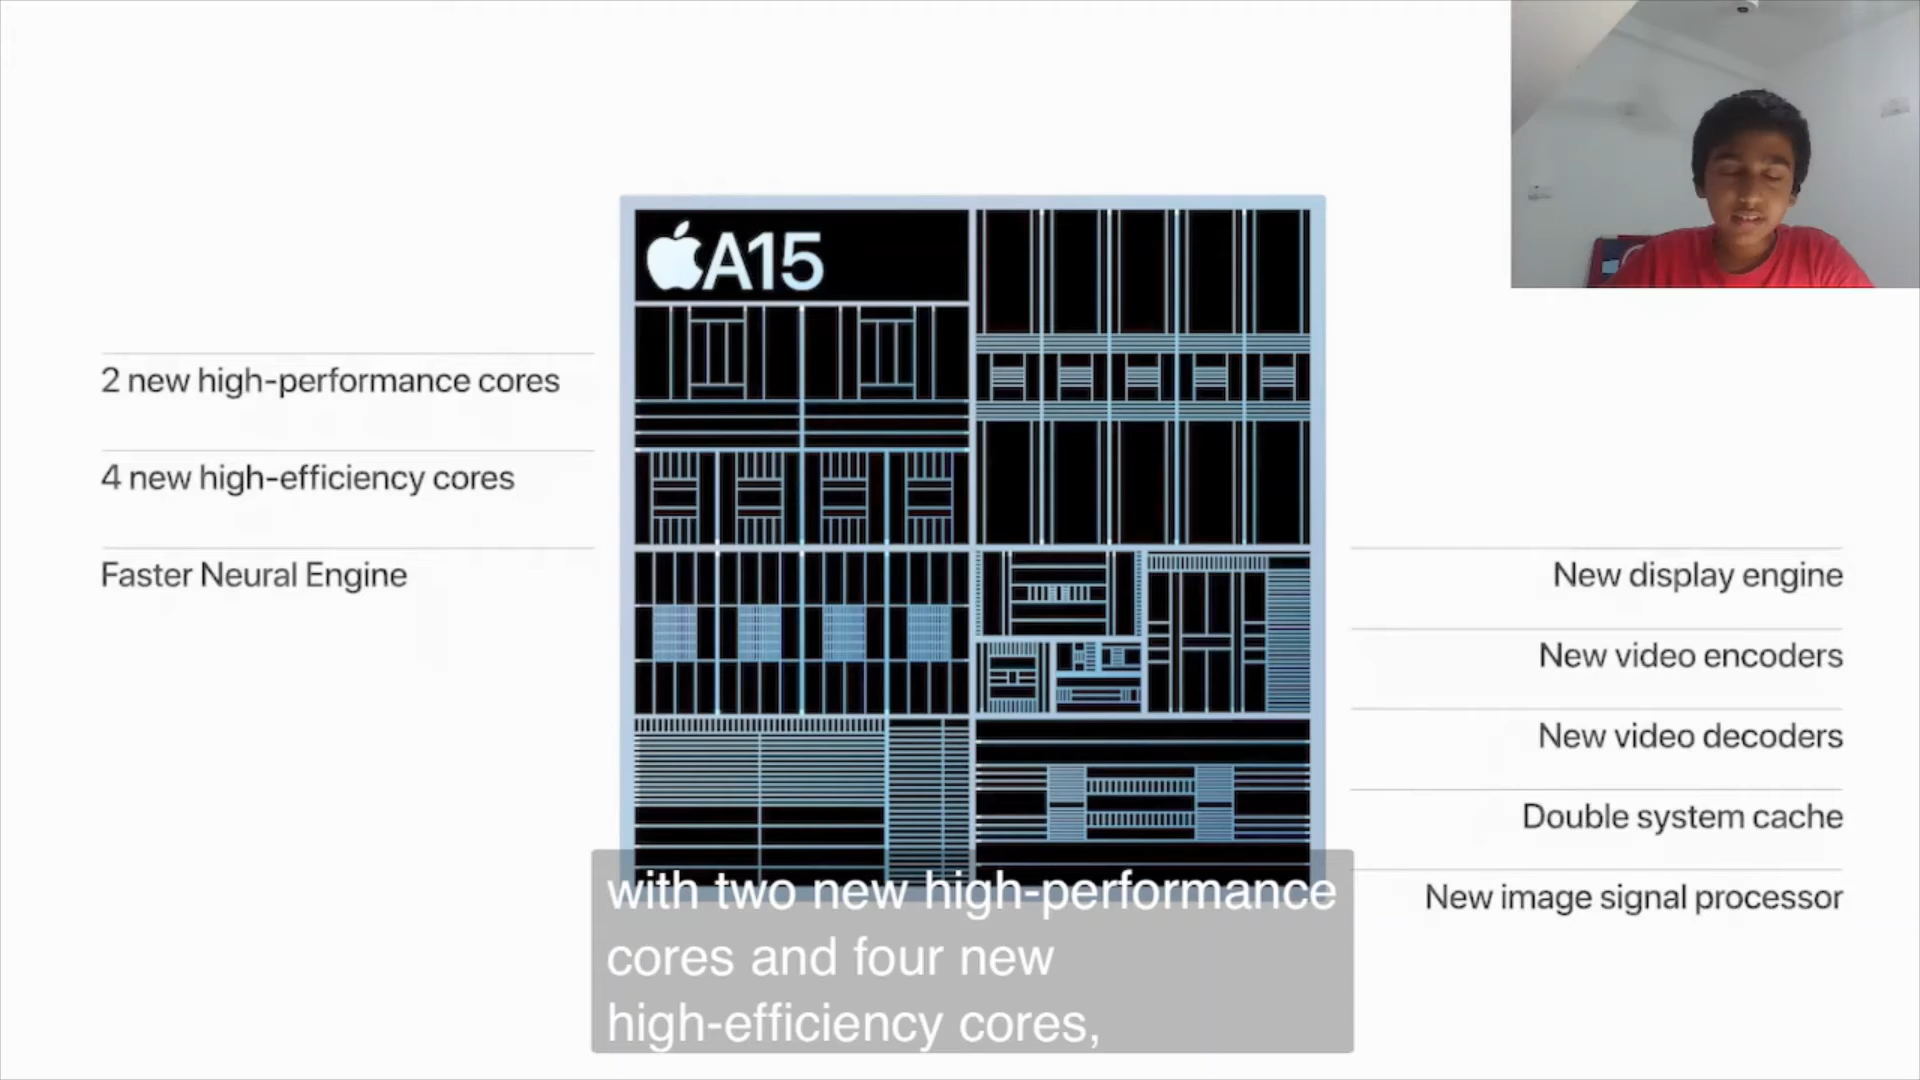 A15
2 new high-performance cores
4 new high-efficiency cores
Faster Neural Engine
New display engine
New video encoders
New video decoders
Double system cache
New image signal processor
with two new high-performance
cores and four new
high-efficiency cores,